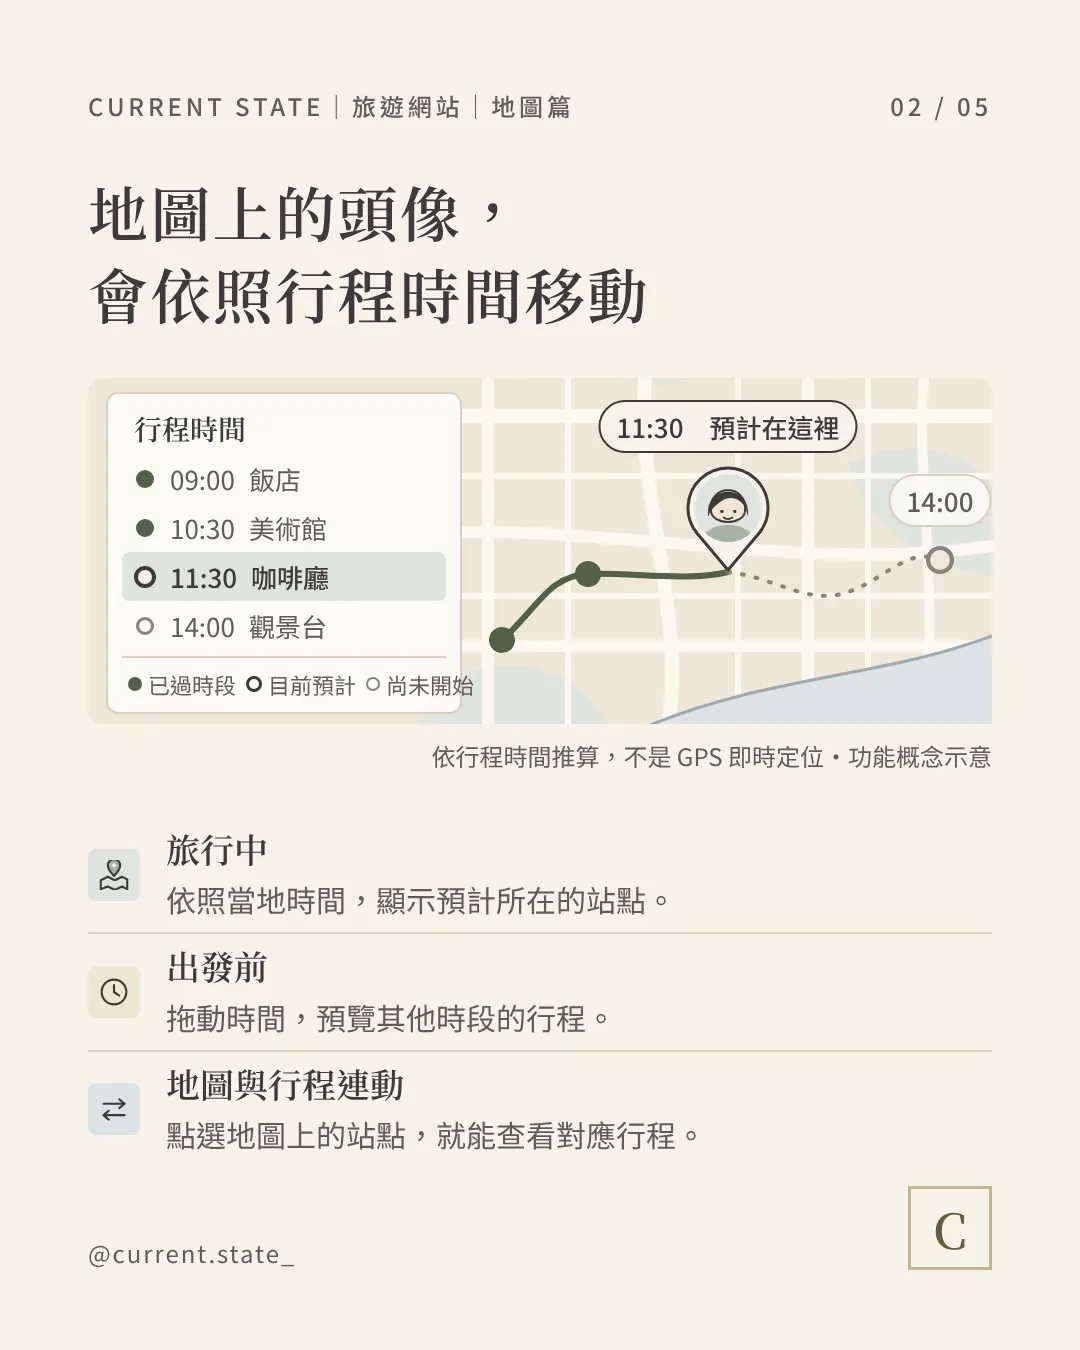 CURRENT STATE｜旅遊網站｜地圖篇
02 / 05
地圖上的頭像，
會依照行程時間移動
行程時間
09:00 飯店
10:30 美術館
11:30 咖啡廳
14:00 觀景台
已過時段 目前預計 尚未開始
11:30 預計在這裡
14:00
依行程時間推算，不是 GPS 即時定位・功能概念示意
旅行中
依照當地時間，顯示預計所在的站點。
出發前
拖動時間，預覽其他時段的行程。
地圖與行程連動
點選地圖上的站點，就能查看對應行程。
@current.state_
C